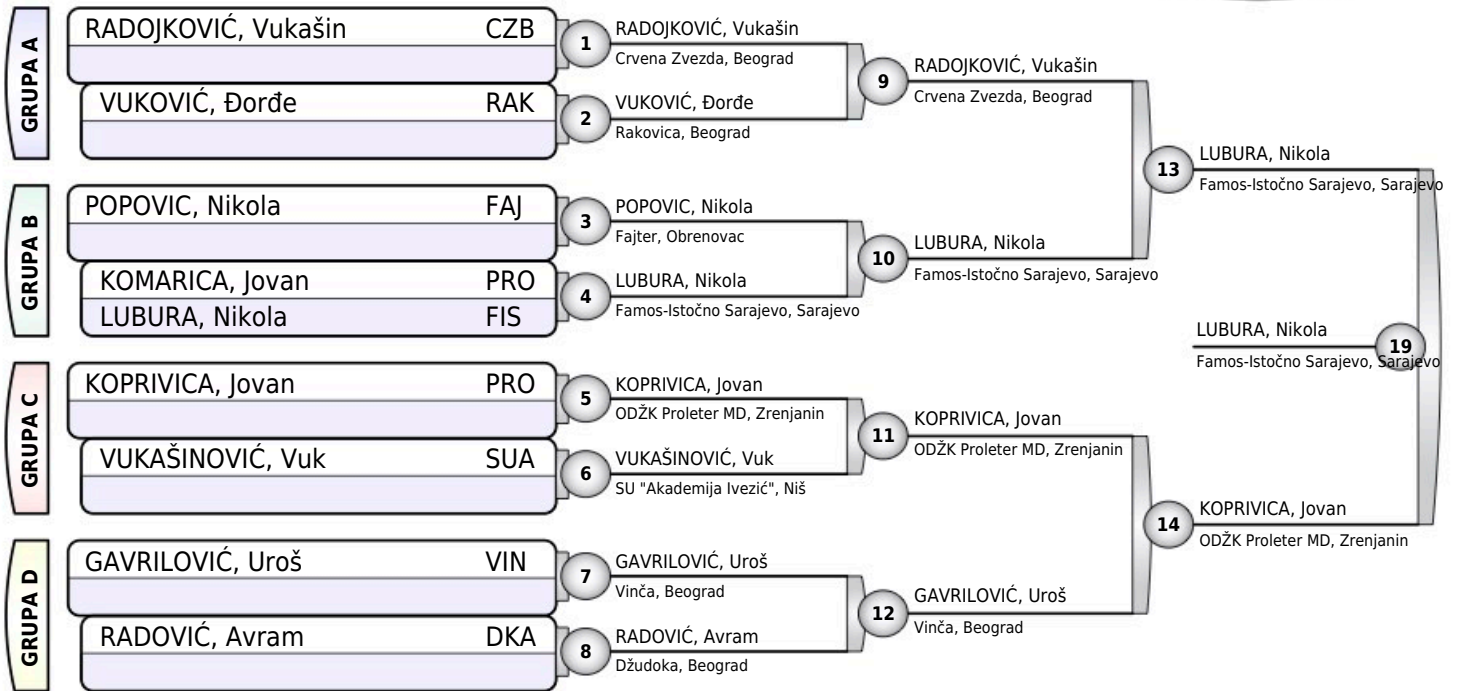 GRUPA A
RADOJKOVIĆ, Vukašin CZB
VUKOVIĆ, Đorđe RAK
1
RADOJKOVIĆ, Vukašin
Crvena Zvezda, Beograd
2
VUKOVIĆ, Đorđe
Rakovica, Beograd
9
RADOJKOVIĆ, Vukašin
Crvena Zvezda, Beograd
GRUPA B
POPOVIC, Nikola FAJ
KOMARICA, Jovan PRO
LUBURA, Nikola FIS
3
POPOVIC, Nikola
Fajter, Obrenovac
4
LUBURA, Nikola
Famos-Istočno Sarajevo, Sarajevo
10
LUBURA, Nikola
Famos-Istočno Sarajevo, Sarajevo
13
LUBURA, Nikola
Famos-Istočno Sarajevo, Sarajevo
GRUPA C
KOPRIVICA, Jovan PRO
VUKAŠINOVIĆ, Vuk SUA
5
KOPRIVICA, Jovan
ODŽK Proleter MD, Zrenjanin
6
VUKAŠINOVIĆ, Vuk
SU "Akademija Ivezić", Niš
11
KOPRIVICA, Jovan
ODŽK Proleter MD, Zrenjanin
GRUPA D
GAVRILOVIĆ, Uroš VIN
RADOVIĆ, Avram DKA
7
GAVRILOVIĆ, Uroš
Vinča, Beograd
8
RADOVIĆ, Avram
Džudoka, Beograd
12
GAVRILOVIĆ, Uroš
Vinča, Beograd
14
KOPRIVICA, Jovan
ODŽK Proleter MD, Zrenjanin
LUBURA, Nikola
19
Famos-Istočno Sarajevo, Sarajevo